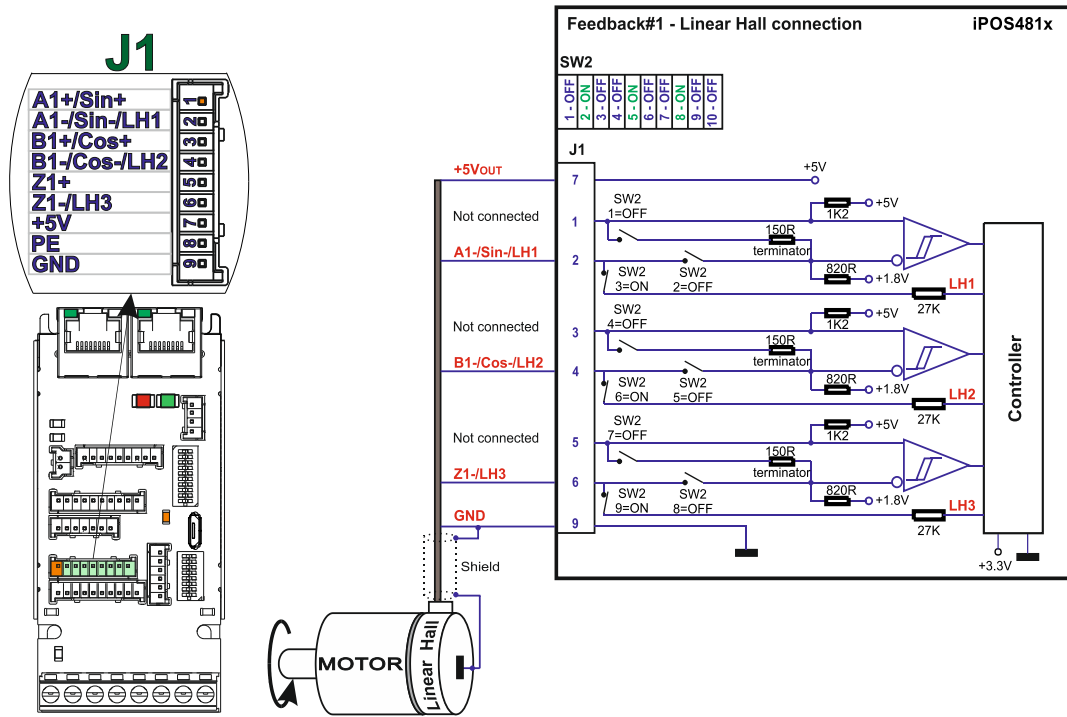 J1
A1+/Sin+
A1-/Sin-/LH1
B1+/Cos+
B1-/Cos-/LH2
Z1+
Z1-/LH3
+5V
PE
GND
1
2
3
4
5
6
7
8
9
Feedback#1 - Linear Hall connection
iPOS481x
SW2
1 - OFF
2 - ON
3 - OFF
4 - OFF
5 - ON
6 - OFF
7 - OFF
8 - ON
9 - OFF
10 - OFF
J1
+5VOUT
7
+5V
Not connected
1
SW2
1=OFF
1K2
+5V
150R
terminator
A1-/Sin-/LH1
2
SW2
3=ON
SW2
2=OFF
820R
+1.8V
LH1
27K
Not connected
3
SW2
4=OFF
1K2
+5V
150R
terminator
B1-/Cos-/LH2
4
SW2
6=ON
SW2
5=OFF
820R
+1.8V
LH2
27K
Not connected
5
SW2
7=OFF
1K2
+5V
150R
terminator
Z1-/LH3
6
SW2
9=ON
SW2
8=OFF
820R
+1.8V
LH3
27K
GND
9
Controller
+3.3V
Shield
MOTOR
Linear Hall